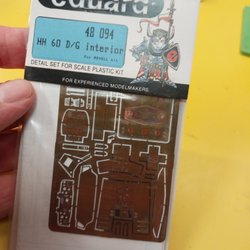 eduard
48 094
HH 60 D/G interior
For REVELL kit
DETAIL SET FOR SCALE PLASTIC KIT
FOR EXPERIENCED MODELMAKERS